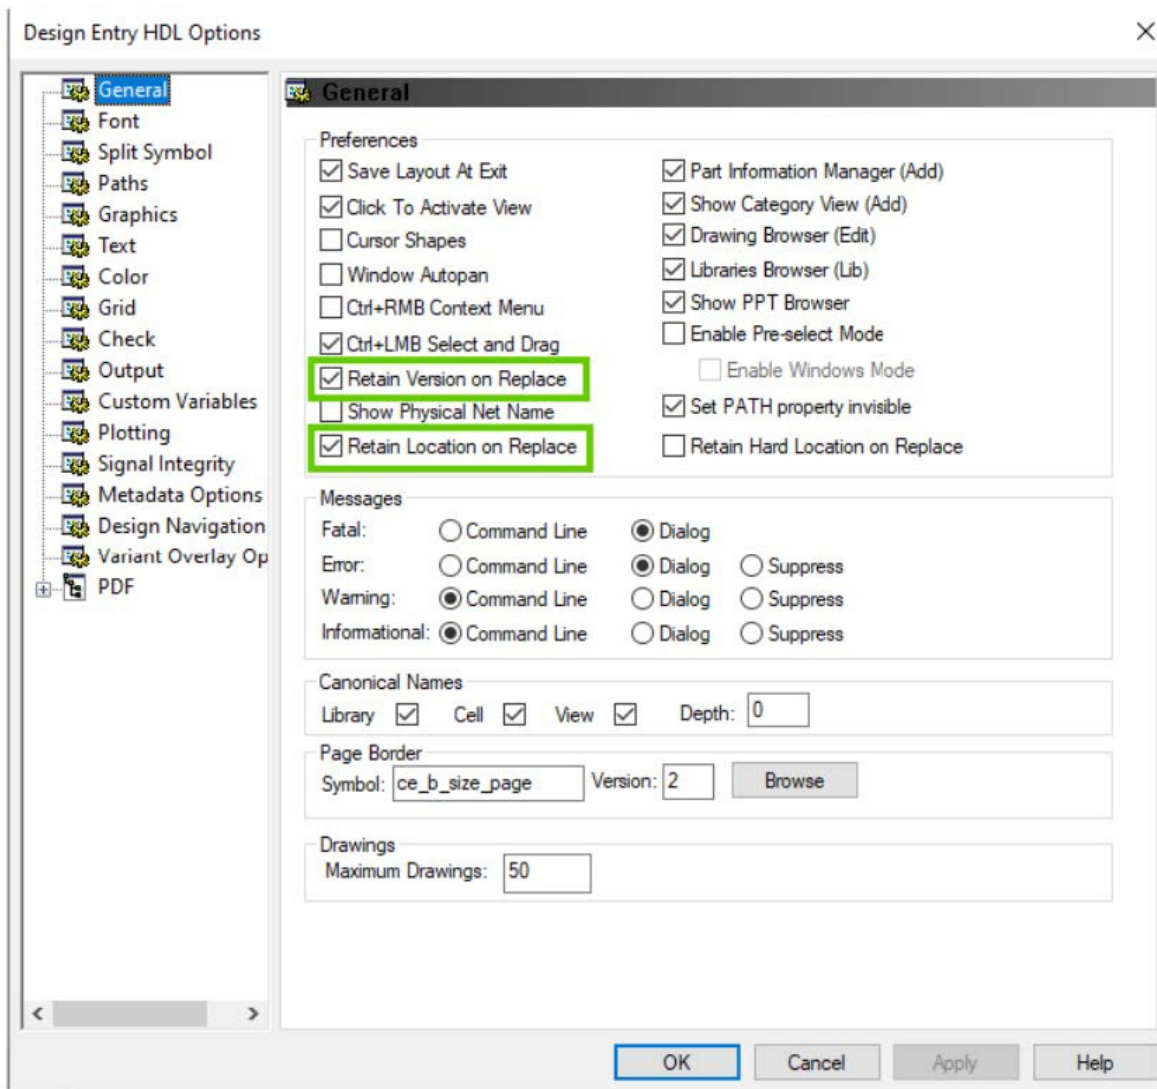 Design Entry HDL Options
General
Font
Split Symbol
Paths
Graphics
Text
Color
Grid
Check
Output
Custom Variables
Plotting
Signal Integrity
Metadata Options
Design Navigation
Variant Overlay Op
PDF
General
Preferences
Save Layout At Exit
Click To Activate View
Cursor Shapes
Window Autopan
Ctrl+RMB Context Menu
Ctrl+LMB Select and Drag
Retain Version on Replace
Show Physical Net Name
Retain Location on Replace
Part Information Manager (Add)
Show Category View (Add)
Drawing Browser (Edit)
Libraries Browser (Lib)
Show PPT Browser
Enable Pre-select Mode
Enable Windows Mode
Set PATH property invisible
Retain Hard Location on Replace
Messages
Fatal: Command Line Dialog
Error: Command Line Dialog Suppress
Warning: Command Line Dialog Suppress
Informational: Command Line Dialog Suppress
Canonical Names
Library Cell View Depth: 0
Page Border
Symbol: ce_b_size_page Version: 2 Browse
Drawings
Maximum Drawings: 50
OK Cancel Apply Help